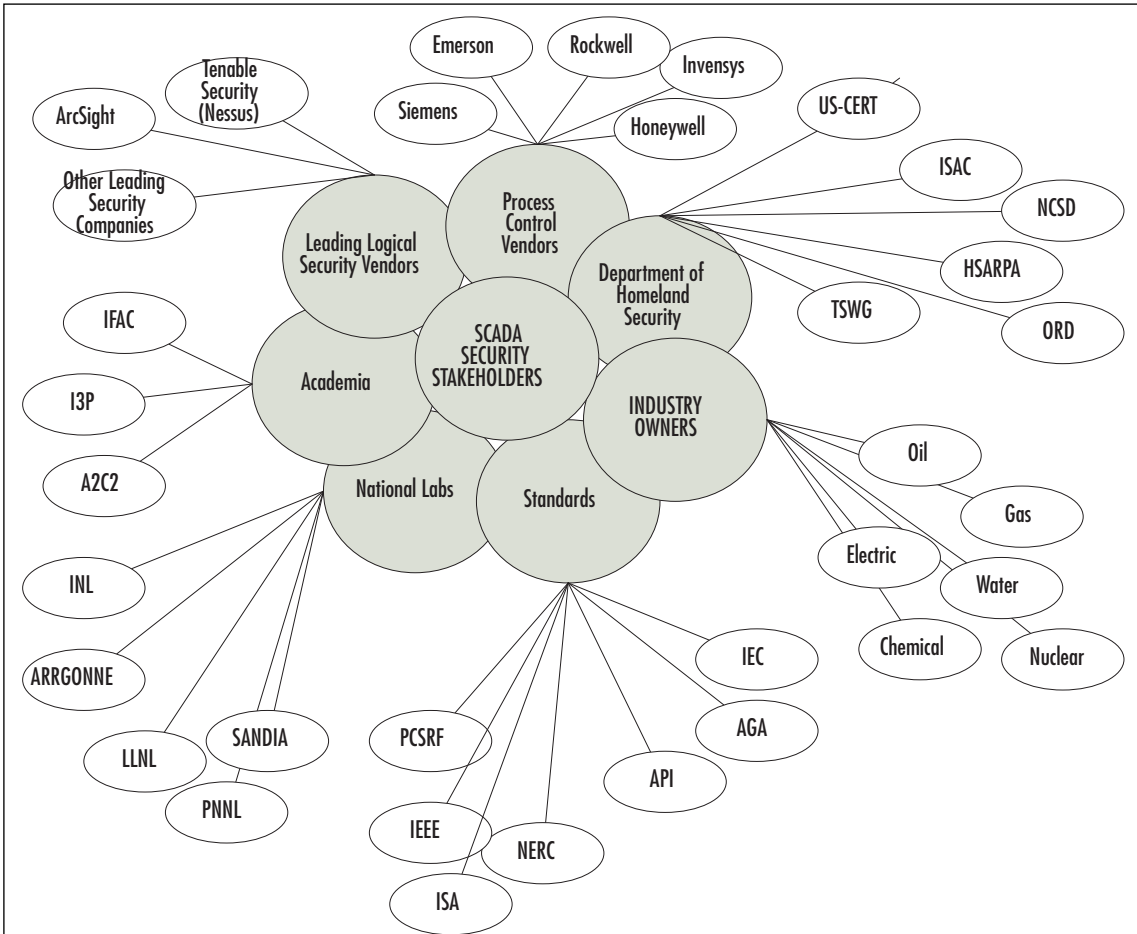 Emerson
Rockwell
Invensys
Siemens
Honeywell
Tenable
Security
(Nessus)
ArcSight
Other Leading
Security
Companies
US-CERT
ISAC
NCSD
HSARPA
TSWG
ORD
Process
Control
Vendors
Leading Logical
Security Vendors
Department of
Homeland
Security
SCADA
SECURITY
STAKEHOLDERS
Academia
INDUSTRY
OWNERS
National Labs
Standards
IFAC
I3P
A2C2
INL
ARRGONNE
LLNL
SANDIA
PNNL
PCSRF
IEEE
ISA
NERC
API
AGA
IEC
Oil
Gas
Electric
Water
Chemical
Nuclear